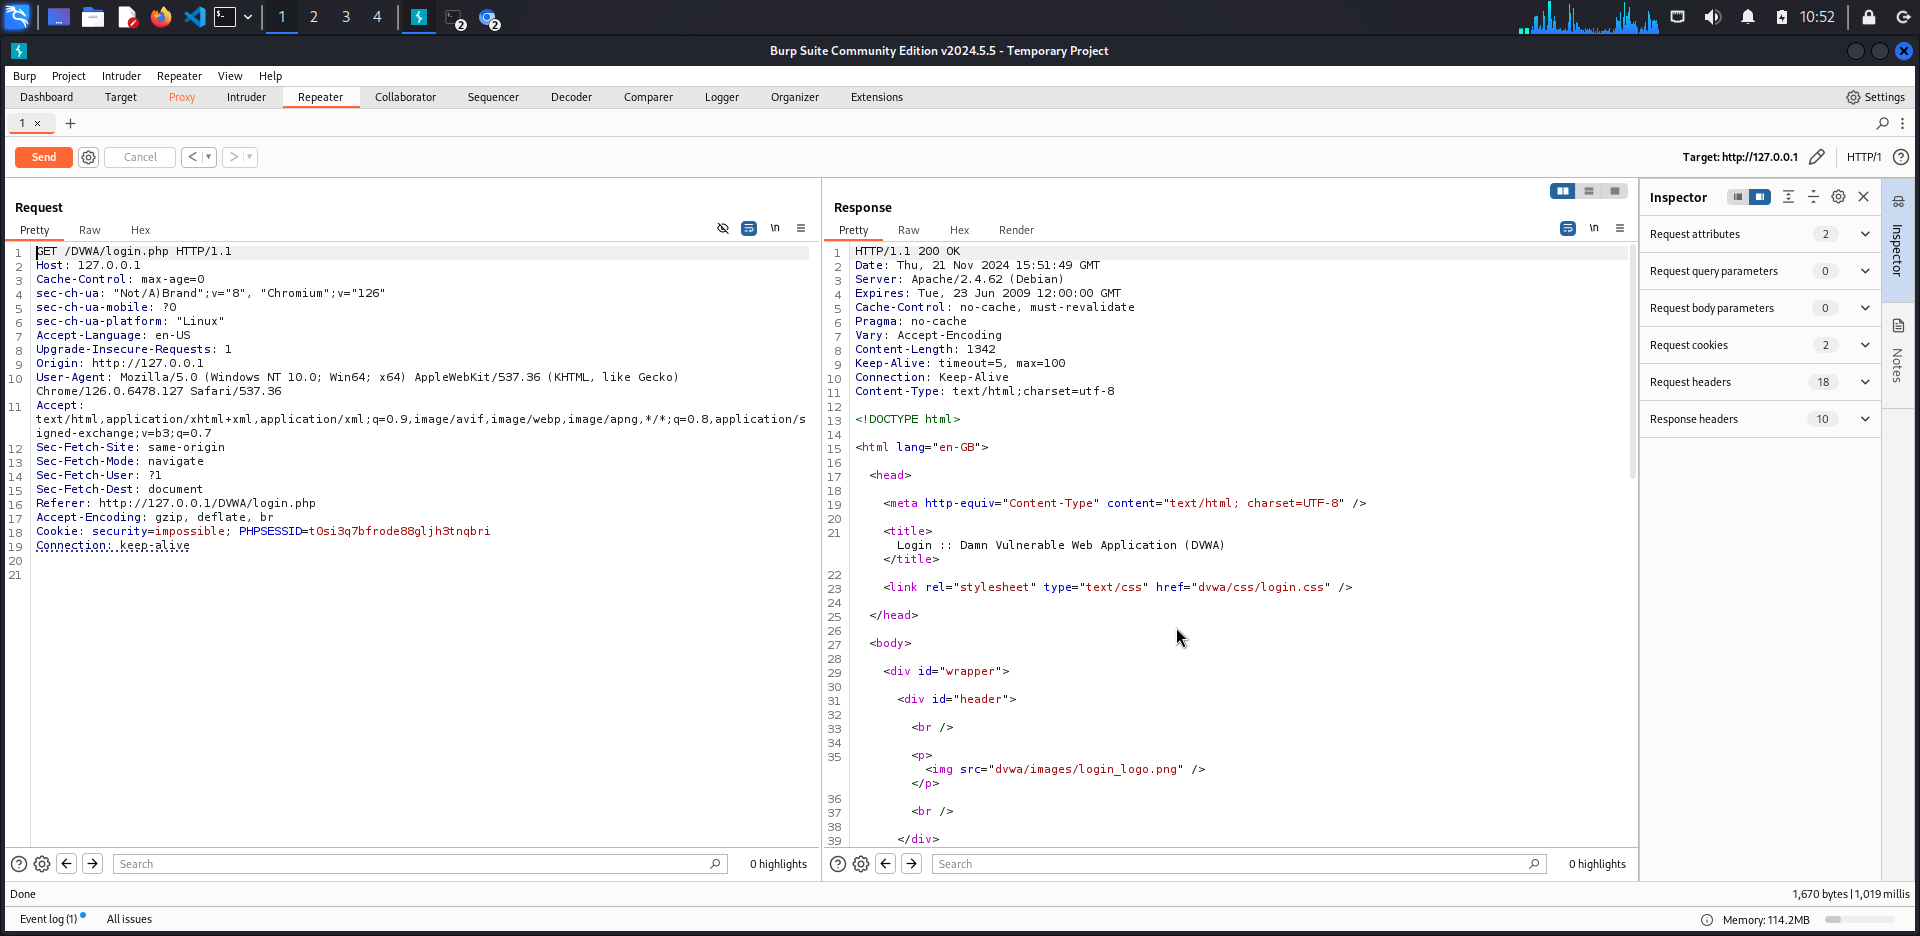 1 2 3 4 2 2 10:52
Burp Suite Community Edition v2024.5.5 - Temporary Project
Burp Project Intruder Repeater View Help
Dashboard Target Proxy Intruder Repeater Collaborator Sequencer Decoder Comparer Logger Organizer Extensions Settings
1 × +
Send Cancel < > Target: http://127.0.0.1 HTTP/1 ?
Request
Pretty Raw Hex \n
1 GET /DVWA/login.php HTTP/1.1
2 Host: 127.0.0.1
3 Cache-Control: max-age=0
4 sec-ch-ua: "Not/A)Brand";v="8", "Chromium";v="126"
5 sec-ch-ua-mobile: ?0
6 sec-ch-ua-platform: "Linux"
7 Accept-Language: en-US
8 Upgrade-Insecure-Requests: 1
9 Origin: http://127.0.0.1
10 User-Agent: Mozilla/5.0 (Windows NT 10.0; Win64; x64) AppleWebKit/537.36 (KHTML, like Gecko)
Chrome/126.0.6478.127 Safari/537.36
11 Accept:
text/html,application/xhtml+xml,application/xml;q=0.9,image/avif,image/webp,image/apng,*/*;q=0.8,application/s
igned-exchange;v=b3;q=0.7
12 Sec-Fetch-Site: same-origin
13 Sec-Fetch-Mode: navigate
14 Sec-Fetch-User: ?1
15 Sec-Fetch-Dest: document
16 Referer: http://127.0.0.1/DVWA/login.php
17 Accept-Encoding: gzip, deflate, br
18 Cookie: security=impossible; PHPSESSID=t0si3q7bfrode88gljh3tnqbri
19 Connection: keep-alive
20
21
? Search 0 highlights
Response
Pretty Raw Hex Render \n
1 HTTP/1.1 200 OK
2 Date: Thu, 21 Nov 2024 15:51:49 GMT
3 Server: Apache/2.4.62 (Debian)
4 Expires: Tue, 23 Jun 2009 12:00:00 GMT
5 Cache-Control: no-cache, must-revalidate
6 Pragma: no-cache
7 Vary: Accept-Encoding
8 Content-Length: 1342
9 Keep-Alive: timeout=5, max=100
10 Connection: Keep-Alive
11 Content-Type: text/html;charset=utf-8
12
13 <!DOCTYPE html>
14
15 <html lang="en-GB">
16
17 <head>
18
19 <meta http-equiv="Content-Type" content="text/html; charset=UTF-8" />
20
21 <title>
Login :: Damn Vulnerable Web Application (DVWA)
</title>
22
23 <link rel="stylesheet" type="text/css" href="dvwa/css/login.css" />
24
25 </head>
26
27 <body>
28
29 <div id="wrapper">
30
31 <div id="header">
32
33 <br />
34
35 <p>
<img src="dvwa/images/login_logo.png" />
</p>
36
37 <br />
38
39 </div>
? Search 0 highlights
Inspector
Request attributes 2
Request query parameters 0
Request body parameters 0
Request cookies 2
Request headers 18
Response headers 10
Inspector
Notes
Done 1,670 bytes | 1,019 millis
Event log (1) All issues Memory: 114.2MB